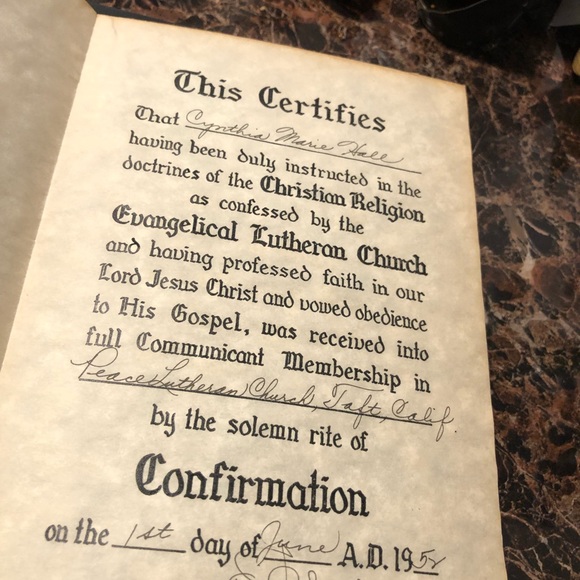 This Certifies
That Cynthia Marie Hall
having been duly instructed in the
doctrines of the Christian Religion
as confessed by the
Evangelical Lutheran Church
and having professed faith in our
Lord Jesus Christ and vowed obedience
to His Gospel, was received into
full Communicant Membership in
Peace Lutheran Church, Taft, Calif.
by the solemn rite of
Confirmation
on the 1st day of June A.D. 1952